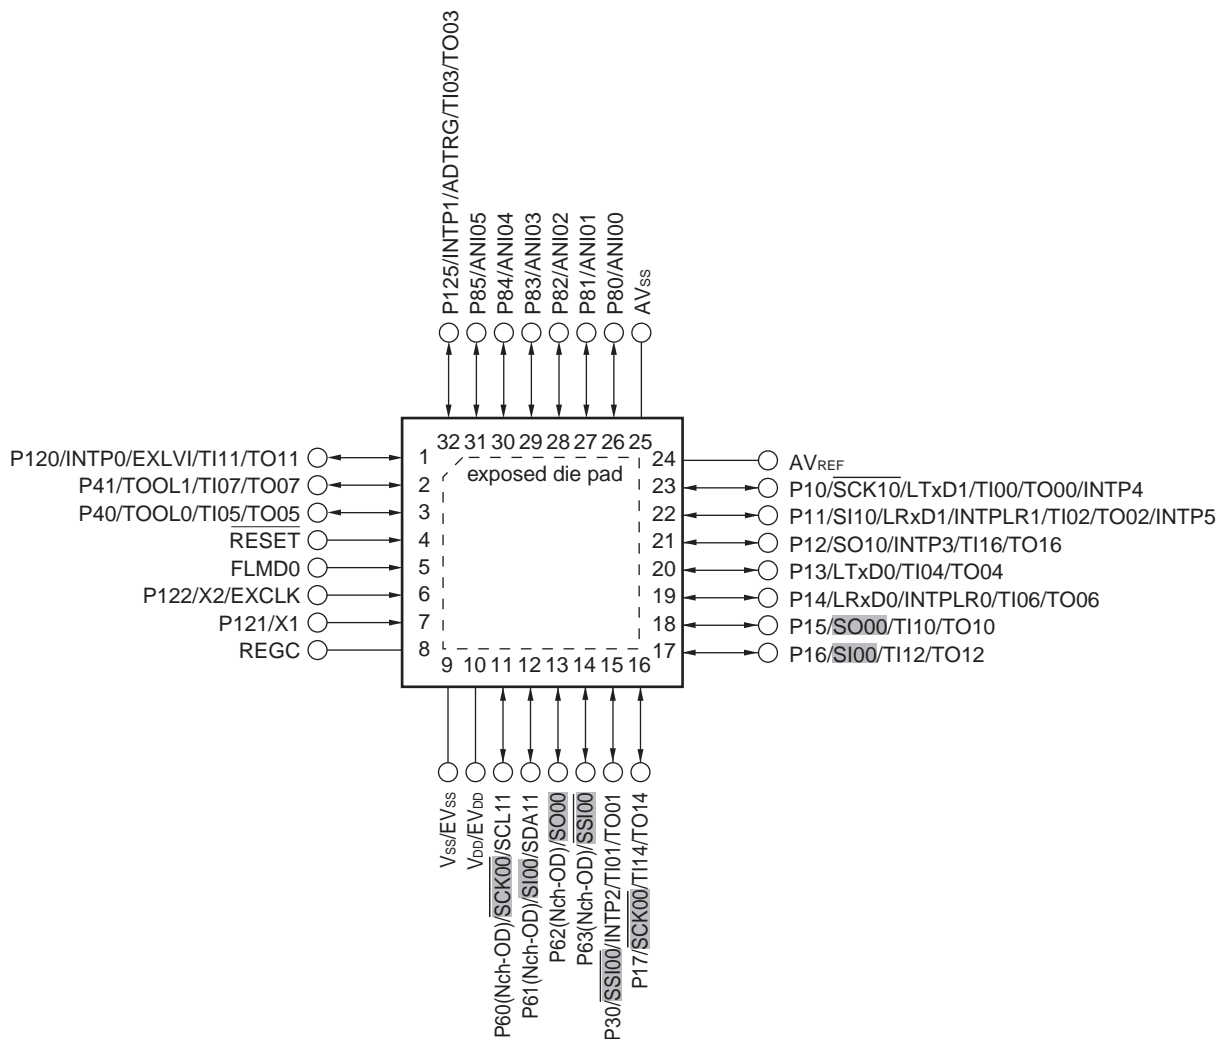 P125/INTP1/ADTRG/TI03/TO03
P85/ANI05
P84/ANI04
P83/ANI03
P82/ANI02
P81/ANI01
P80/ANI00
AVSS
32 31 30 29 28 27 26 25
exposed die pad
P120/INTP0/EXLVI/TI11/TO11 1
P41/TOOL1/TI07/TO07 2
P40/TOOL0/TI05/TO05 3
RESET 4
FLMD0 5
P122/X2/EXCLK 6
P121/X1 7
REGC 8
24 AVREF
23 P10/SCK10/LTxD1/TI00/TO00/INTP4
22 P11/SI10/LRxD1/INTPLR1/TI02/TO02/INTP5
21 P12/SO10/INTP3/TI16/TO16
20 P13/LTxD0/TI04/TO04
19 P14/LRxD0/INTPLR0/TI06/TO06
18 P15/SO00/TI10/TO10
17 P16/SI00/TI12/TO12
9 10 11 12 13 14 15 16
VSS/EVSS
VDD/EVDD
P60(Nch-OD)/SCK00/SCL11
P61(Nch-OD)/SI00/SDA11
P62(Nch-OD)/SO00
P63(Nch-OD)/SSI00
P30/SSI00/INTP2/TI01/TO01
P17/SCK00/TI14/TO14